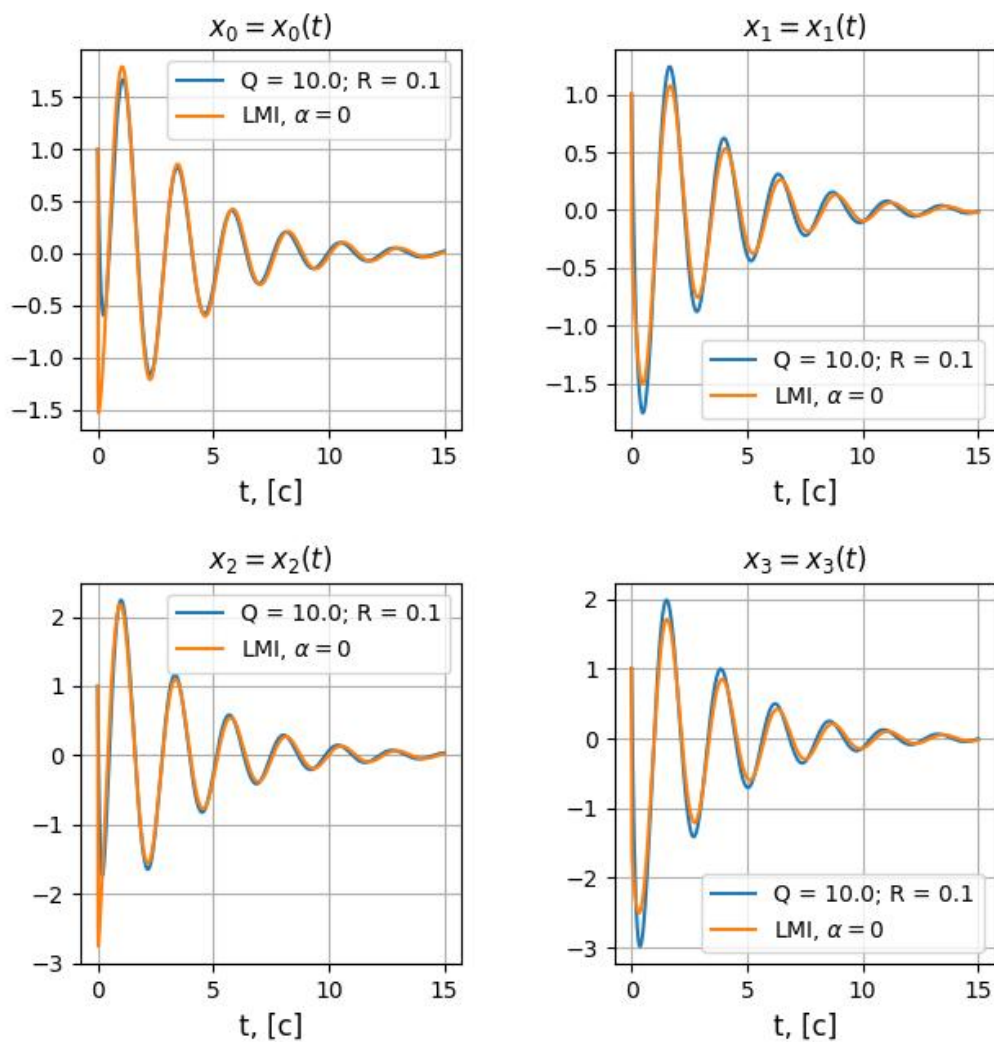 x₀ = x₀(t)
1.5
1.0
0.5
0.0
−0.5
−1.0
−1.5
Q = 10.0; R = 0.1
LMI, α = 0
0
5
10
15
t, [c]
x₁ = x₁(t)
1.0
0.5
0.0
−0.5
−1.0
−1.5
Q = 10.0; R = 0.1
LMI, α = 0
0
5
10
15
t, [c]
x₂ = x₂(t)
2
1
0
−1
−2
−3
Q = 10.0; R = 0.1
LMI, α = 0
0
5
10
15
t, [c]
x₃ = x₃(t)
2
1
0
−1
−2
−3
Q = 10.0; R = 0.1
LMI, α = 0
0
5
10
15
t, [c]